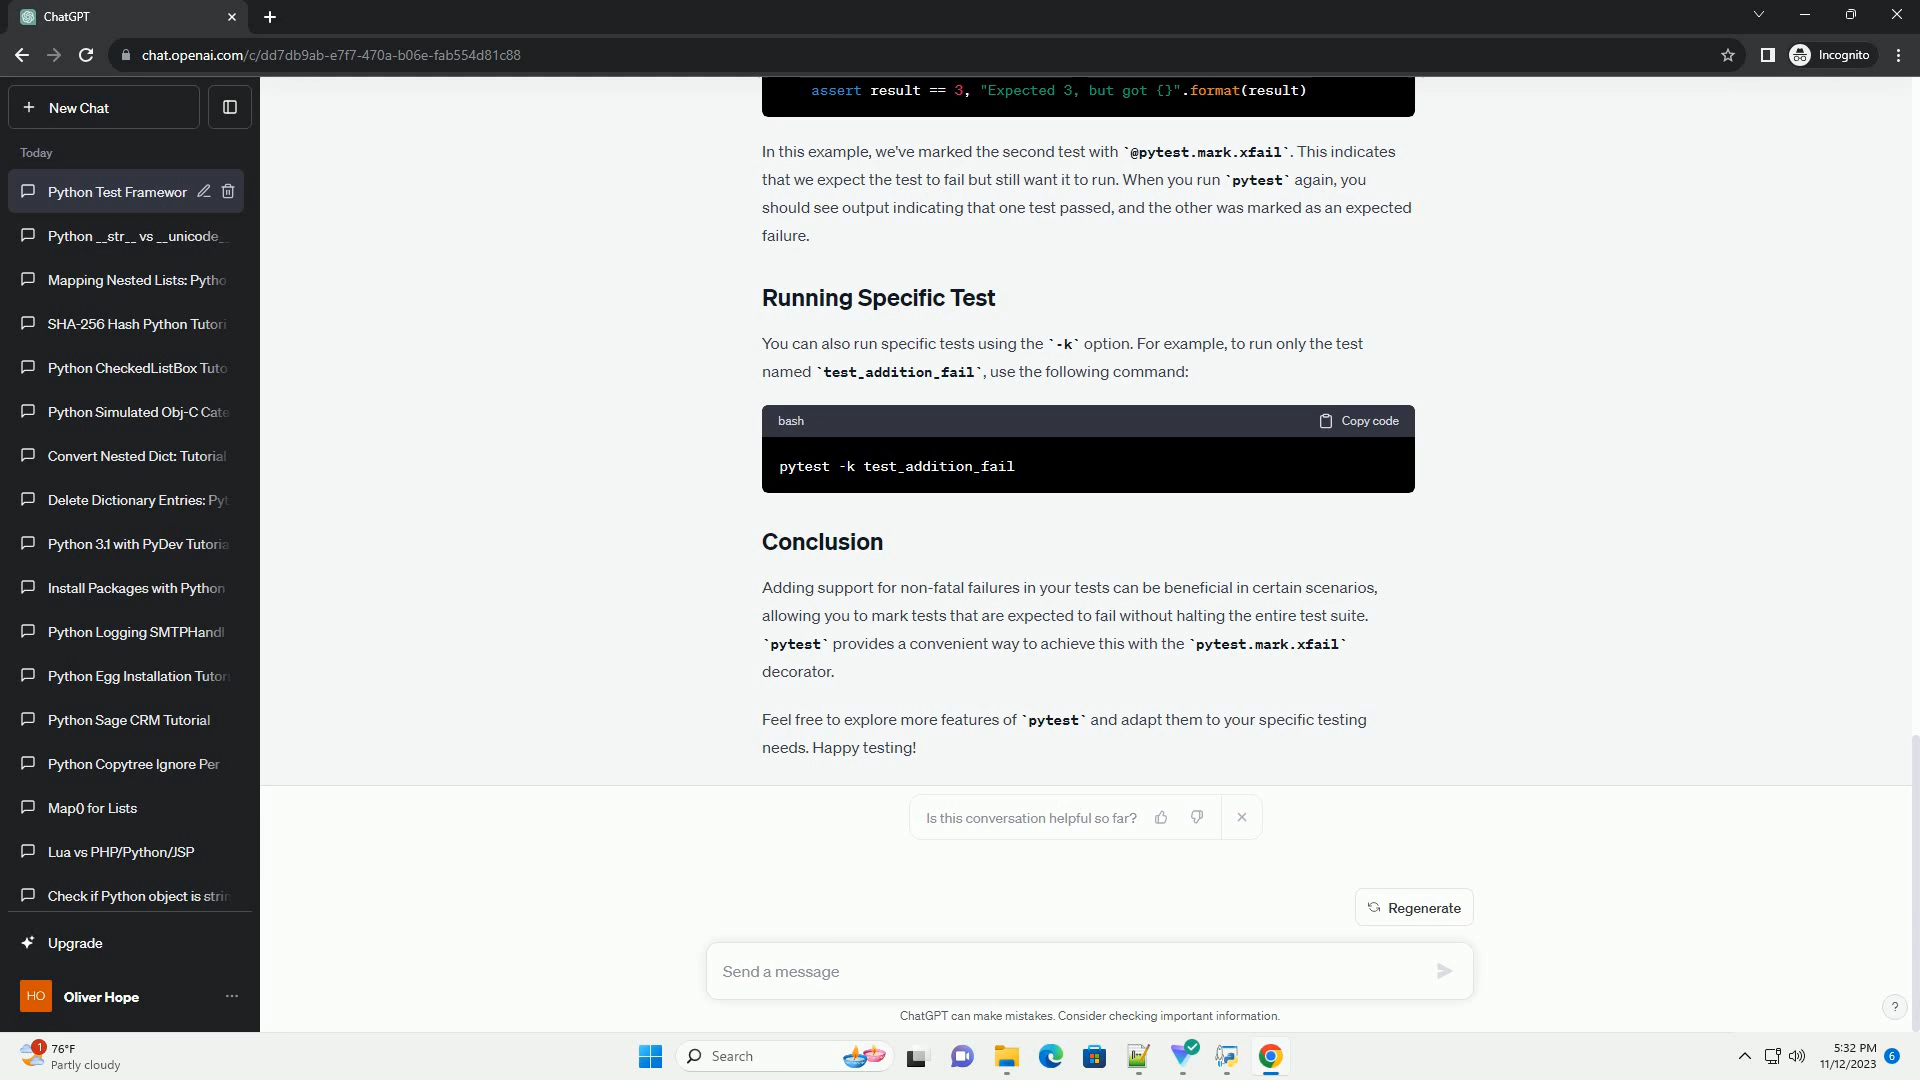 ChatGPT
chat.openai.com/c/dd7db9ab-e7f7-470a-b06e-fab554d81c88
Incognito
New Chat
Today
Python Test Framewor
Python __str__ vs __unicode__
Mapping Nested Lists: Pytho
SHA-256 Hash Python Tutori
Python CheckedListBox Tuto
Python Simulated Obj-C Cate
Convert Nested Dict: Tutorial
Delete Dictionary Entries: Pyt
Python 3.1 with PyDev Tutoria
Install Packages with Python
Python Logging SMTPHandl
Python Egg Installation Tutori
Python Sage CRM Tutorial
Python Copytree Ignore Per
Map() for Lists
Lua vs PHP/Python/JSP
Check if Python object is strin
Upgrade
HO
Oliver Hope
assert result == 3, "Expected 3, but got {}".format(result)
In this example, we've marked the second test with `@pytest.mark.xfail`. This indicates
that we expect the test to fail but still want it to run. When you run `pytest` again, you
should see output indicating that one test passed, and the other was marked as an expected
failure.
Running Specific Test
You can also run specific tests using the `-k` option. For example, to run only the test
named `test_addition_fail`, use the following command:
bash
Copy code
pytest -k test_addition_fail
Conclusion
Adding support for non-fatal failures in your tests can be beneficial in certain scenarios,
allowing you to mark tests that are expected to fail without halting the entire test suite.
`pytest` provides a convenient way to achieve this with the `pytest.mark.xfail`
decorator.
Feel free to explore more features of `pytest` and adapt them to your specific testing
needs. Happy testing!
Is this conversation helpful so far?
Regenerate
Send a message
ChatGPT can make mistakes. Consider checking important information.
?
1
76°F
Partly cloudy
Search
5:32 PM
11/12/2023
6